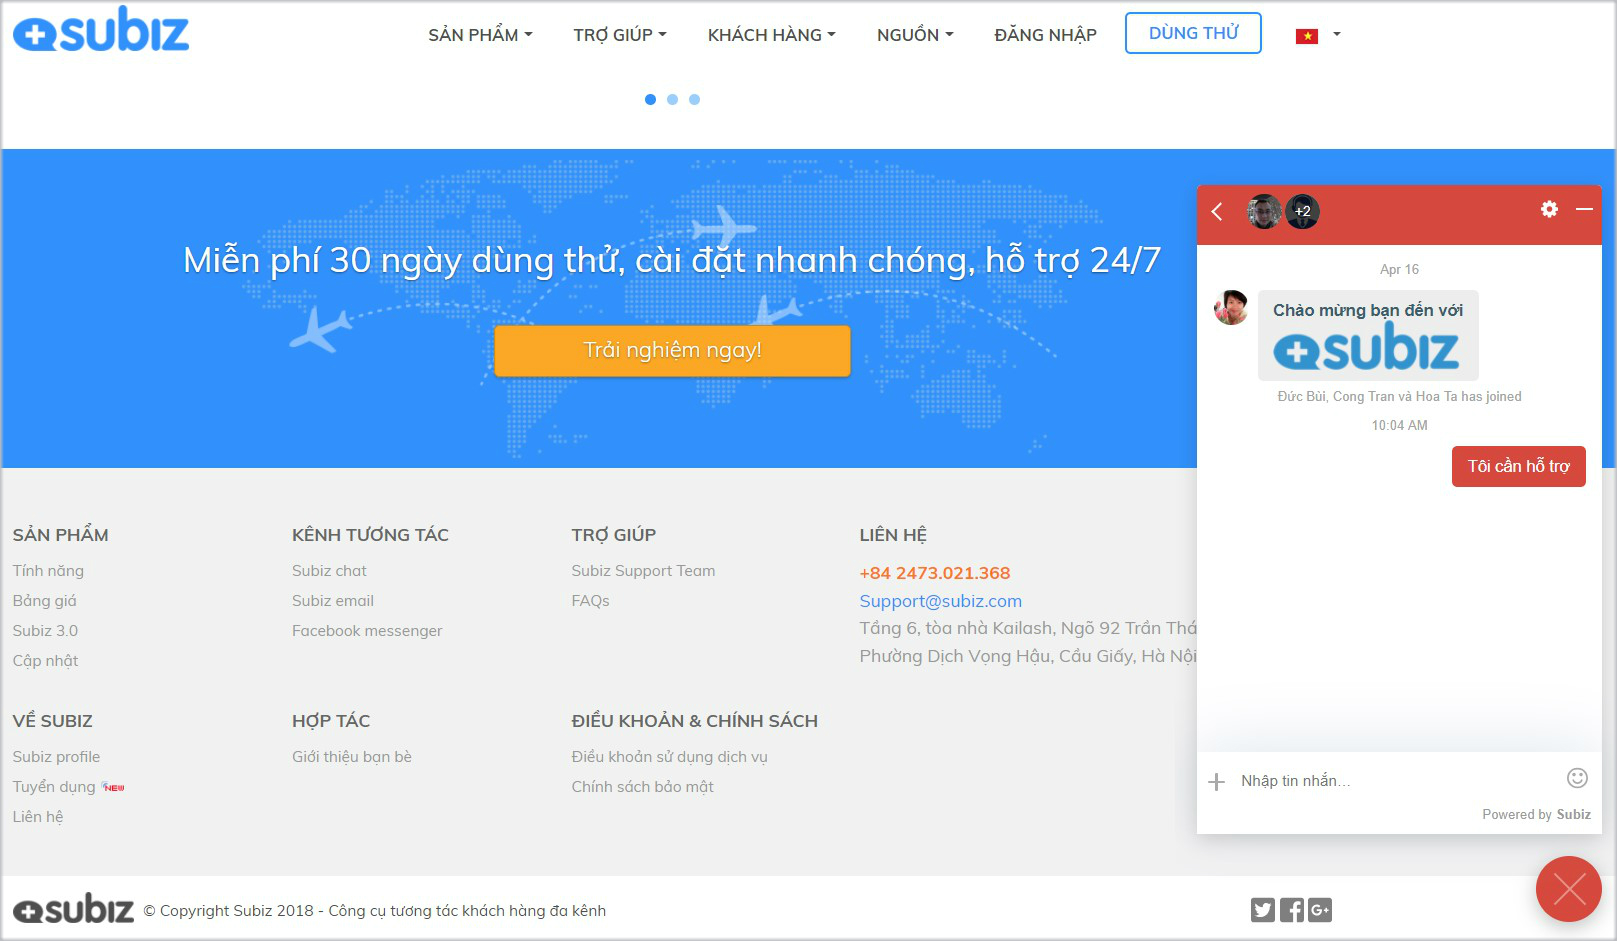 subiz
SẢN PHẨM
TRỢ GIÚP
KHÁCH HÀNG
NGUỒN
ĐĂNG NHẬP
DÙNG THỬ
Miễn phí 30 ngày dùng thử, cài đặt nhanh chóng, hỗ trợ 24/7
Trải nghiệm ngay!
+2
Apr 16
Chào mừng bạn đến với
subiz
Đức Bùi, Cong Tran và Hoa Ta has joined
10:04 AM
Tôi cần hỗ trợ
Nhập tin nhắn...
Powered by Subiz
SẢN PHẨM
Tính năng
Bảng giá
Subiz 3.0
Cập nhật
KÊNH TƯƠNG TÁC
Subiz chat
Subiz email
Facebook messenger
TRỢ GIÚP
Subiz Support Team
FAQs
LIÊN HỆ
+84 2473.021.368
Support@subiz.com
Tầng 6, tòa nhà Kailash, Ngõ 92 Trần Thá
Phường Dịch Vọng Hậu, Cầu Giấy, Hà Nội
VỀ SUBIZ
Subiz profile
Tuyển dụng NEW
Liên hệ
HỢP TÁC
Giới thiệu bạn bè
ĐIỀU KHOẢN & CHÍNH SÁCH
Điều khoản sử dụng dịch vụ
Chính sách bảo mật
subiz
© Copyright Subiz 2018 - Công cụ tương tác khách hàng đa kênh
G+